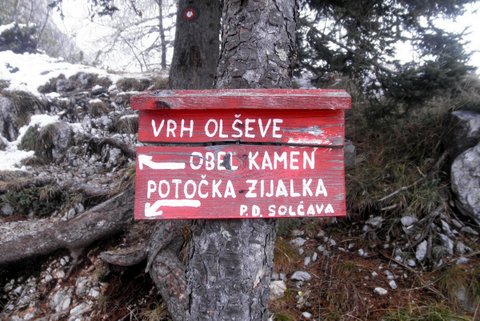 VRH OLŠEVE
OBEL KAMEN
POTOČKA ZIJALKA
P.D. SOLČAVA